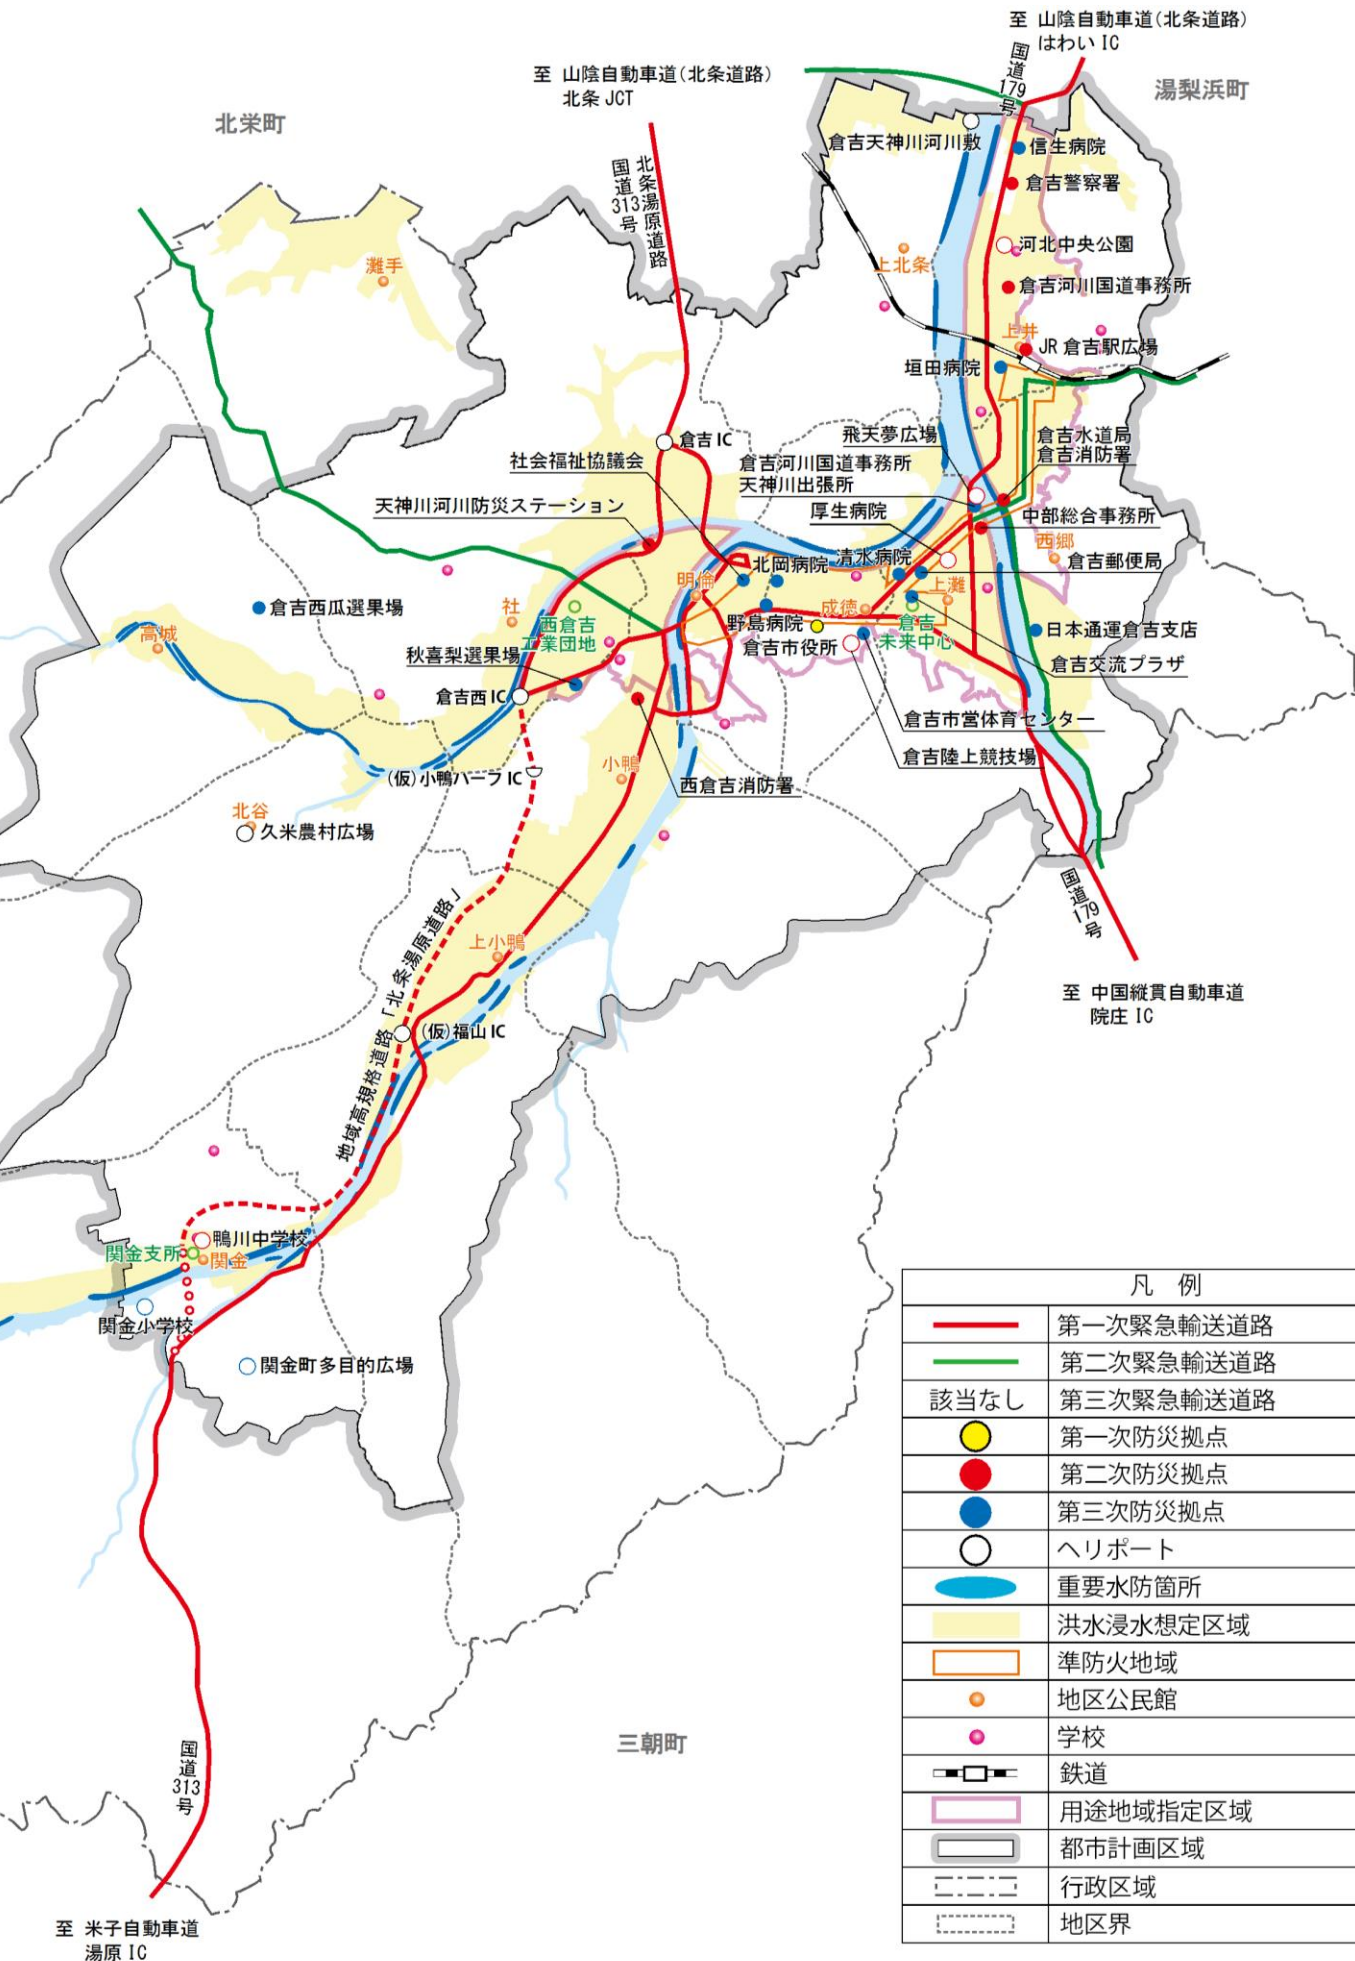 至 山陰自動車道(北条道路)
はわい IC
国道179号
湯梨浜町
至 山陰自動車道(北条道路)
北条 JCT
北栄町
倉吉天神川河川敷
信生病院
倉吉警察署
北条湯原道路
国道313号
河北中央公園
上北条
灘手
倉吉河川国道事務所
上井
JR 倉吉駅広場
垣田病院
飛天夢広場
倉吉水道局
倉吉消防署
倉吉 IC
社会福祉協議会
倉吉河川国道事務所
天神川出張所
天神川河川防災ステーション
厚生病院
中部総合事務所
西郷
北岡病院
清水病院
倉吉郵便局
明倫
上灘
倉吉西瓜選果場
社
成徳
高城
西倉吉
工業団地
野島病院
倉吉
未来中心
日本通運倉吉支店
倉吉市役所
秋喜梨選果場
倉吉交流プラザ
倉吉西 IC
倉吉市営体育センター
倉吉陸上競技場
小鴨
(仮)小鴨ハーフ IC
西倉吉消防署
北谷
久米農村広場
国道179号
地域高規格道路「北条湯原道路」
上小鴨
至 中国縦貫自動車道
院庄 IC
(仮)福山 IC
鴨川中学校
関金支所
関金
関金小学校
関金町多目的広場
凡 例
第一次緊急輸送道路
第二次緊急輸送道路
該当なし 第三次緊急輸送道路
第一次防災拠点
第二次防災拠点
第三次防災拠点
ヘリポート
重要水防箇所
洪水浸水想定区域
準防火地域
地区公民館
学校
鉄道
用途地域指定区域
都市計画区域
行政区域
地区界
三朝町
国道313号
至 米子自動車道
湯原 IC